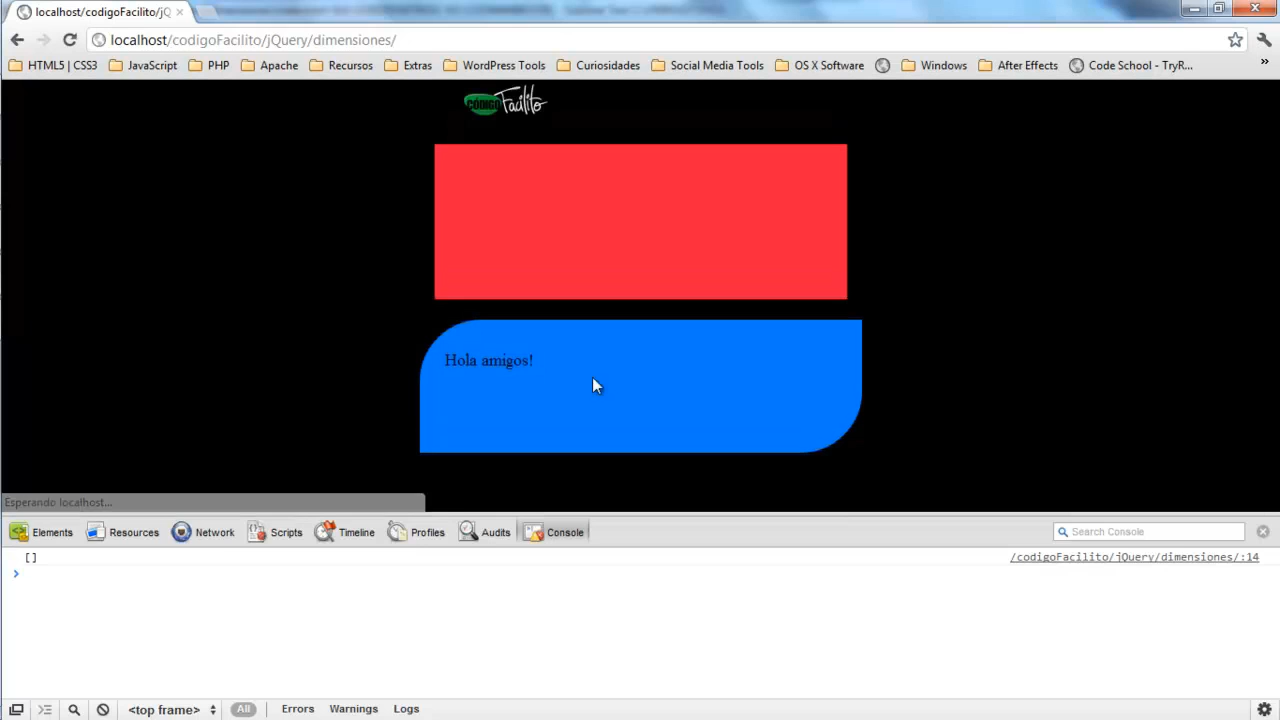 localhost/codigoFacilito/jQ
localhost/codigoFacilito/jQuery/dimensiones/
HTML5 | CSS3 JavaScript PHP Apache Recursos Extras WordPress Tools Curiosidades Social Media Tools OS X Software Windows After Effects Code School - TryR...
CÓDIGO Facilito
Hola amigos!
Esperando localhost...
Elements Resources Network Scripts Timeline Profiles Audits Console Search Console
[] /codigoFacilito/jQuery/dimensiones/:14
<top frame> All Errors Warnings Logs